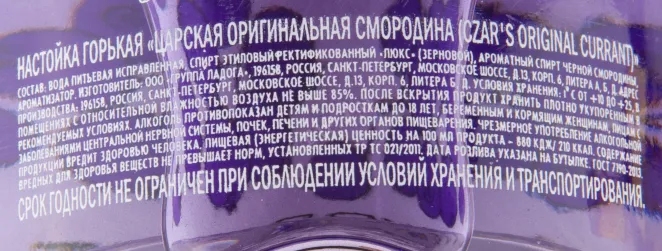 НАСТОЙКА ГОРЬКАЯ «ЦАРСКАЯ ОРИГИНАЛЬНАЯ СМОРОДИНА (CZAR'S ORIGINAL CURRANT)»
СОСТАВ: ВОДА ПИТЬЕВАЯ ИСПРАВЛЕННАЯ, СПИРТ ЭТИЛОВЫЙ РЕКТИФИКОВАННЫЙ «ЛЮКС» (ЗЕРНОВОЙ), АРОМАТНЫЙ СПИРТ ЧЕРНОЙ СМОРОДИНЫ,
АРОМАТИЗАТОР. ИЗГОТОВИТЕЛЬ: ООО «ГРУППА ЛАДОГА», 196158, РОССИЯ, САНКТ-ПЕТЕРБУРГ, МОСКОВСКОЕ ШОССЕ, Д.13, КОРП. 6, ЛИТЕРА А, Б, Д. АДРЕС
ПРОИЗВОДСТВА: 196158, РОССИЯ, САНКТ-ПЕТЕРБУРГ, МОСКОВСКОЕ ШОССЕ, Д.13, КОРП. 6, ЛИТЕРА Б, Д. УСЛОВИЯ ХРАНЕНИЯ: ОТ +10 ДО +25, В
ПОМЕЩЕНИЯХ С ОТНОСИТЕЛЬНОЙ ВЛАЖНОСТЬЮ ВОЗДУХА НЕ ВЫШЕ 85%. ПОСЛЕ ВСКРЫТИЯ ПРОДУКТ ХРАНИТЬ ПЛОТНО УКУПОРЕННЫМ
РЕКОМЕНДУЕМЫХ УСЛОВИЯХ. АЛКОГОЛЬ ПРОТИВОПОКАЗАН ДЕТЯМ И ПОДРОСТКАМ ДО 18 ЛЕТ, БЕРЕМЕННЫМ И КОРМЯЩИМ ЖЕНЩИНАМ, ЛИЦАМ С
ЗАБОЛЕВАНИЯМИ ЦЕНТРАЛЬНОЙ НЕРВНОЙ СИСТЕМЫ, ПОЧЕК, ПЕЧЕНИ И ДРУГИХ ОРГАНОВ ПИЩЕВАРЕНИЯ. ЧРЕЗМЕРНОЕ УПОТРЕБЛЕНИЕ АЛКОГОЛЬНОЙ
ПРОДУКЦИИ ВРЕДИТ ЗДОРОВЬЮ ЧЕЛОВЕКА. ПИЩЕВАЯ (ЭНЕРГЕТИЧЕСКАЯ) ЦЕННОСТЬ НА 100 МЛ ПРОДУКТА - 880 КДЖ/ 210 ККАЛ. СОДЕРЖАНИЕ
ВРЕДНЫХ ДЛЯ ЗДОРОВЬЯ ВЕЩЕСТВ НЕ ПРЕВЫШАЕТ НОРМ, УСТАНОВЛЕННЫХ ТР ТС 021/2011. ДАТА РОЗЛИВА УКАЗАНА НА БУТЫЛКЕ. ГОСТ 7190-2013
СРОК ГОДНОСТИ НЕ ОГРАНИЧЕН ПРИ СОБЛЮДЕНИИ УСЛОВИЙ ХРАНЕНИЯ И ТРАНСПОРТИРОВАНИЯ.